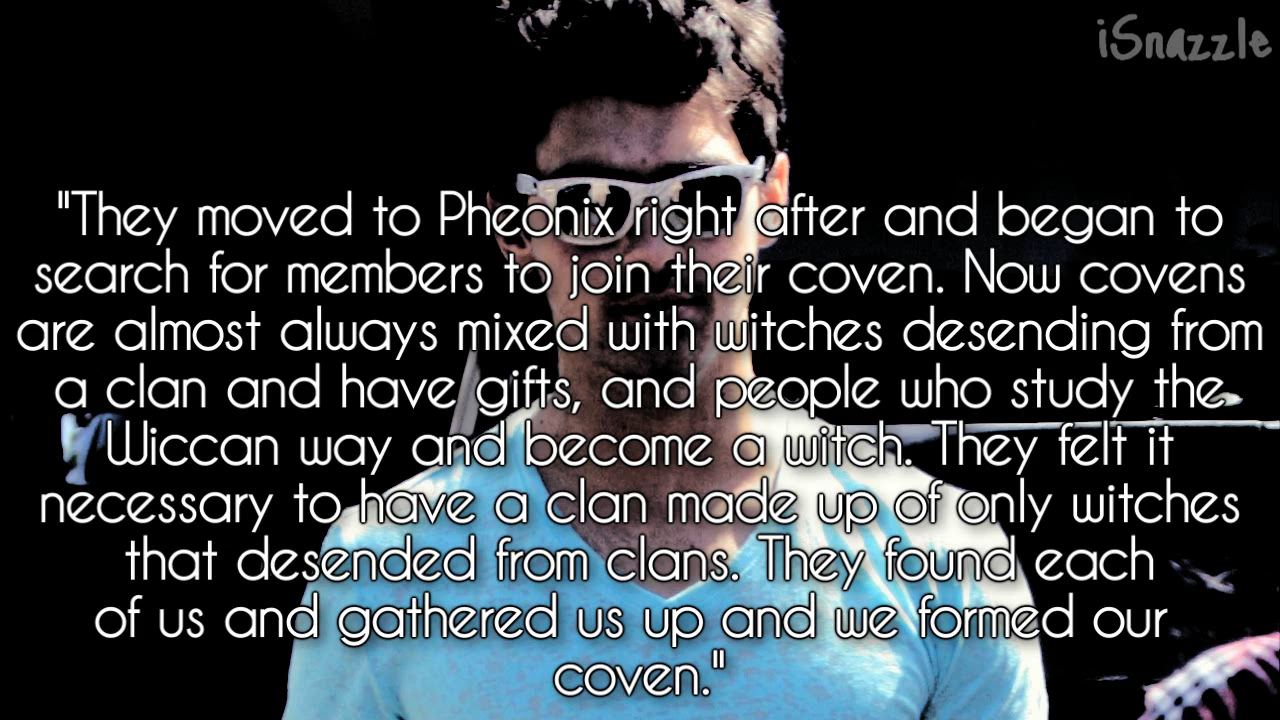 iSnazzle
"They moved to Pheonix right after and began to
search for members to join their coven. Now covens
are almost always mixed with witches desending from
a clan and have gifts, and people who study the
Wiccan way and become a witch. They felt it
necessary to have a clan made up of only witches
that desended from clans. They found each
of us and gathered us up and we formed our
coven."